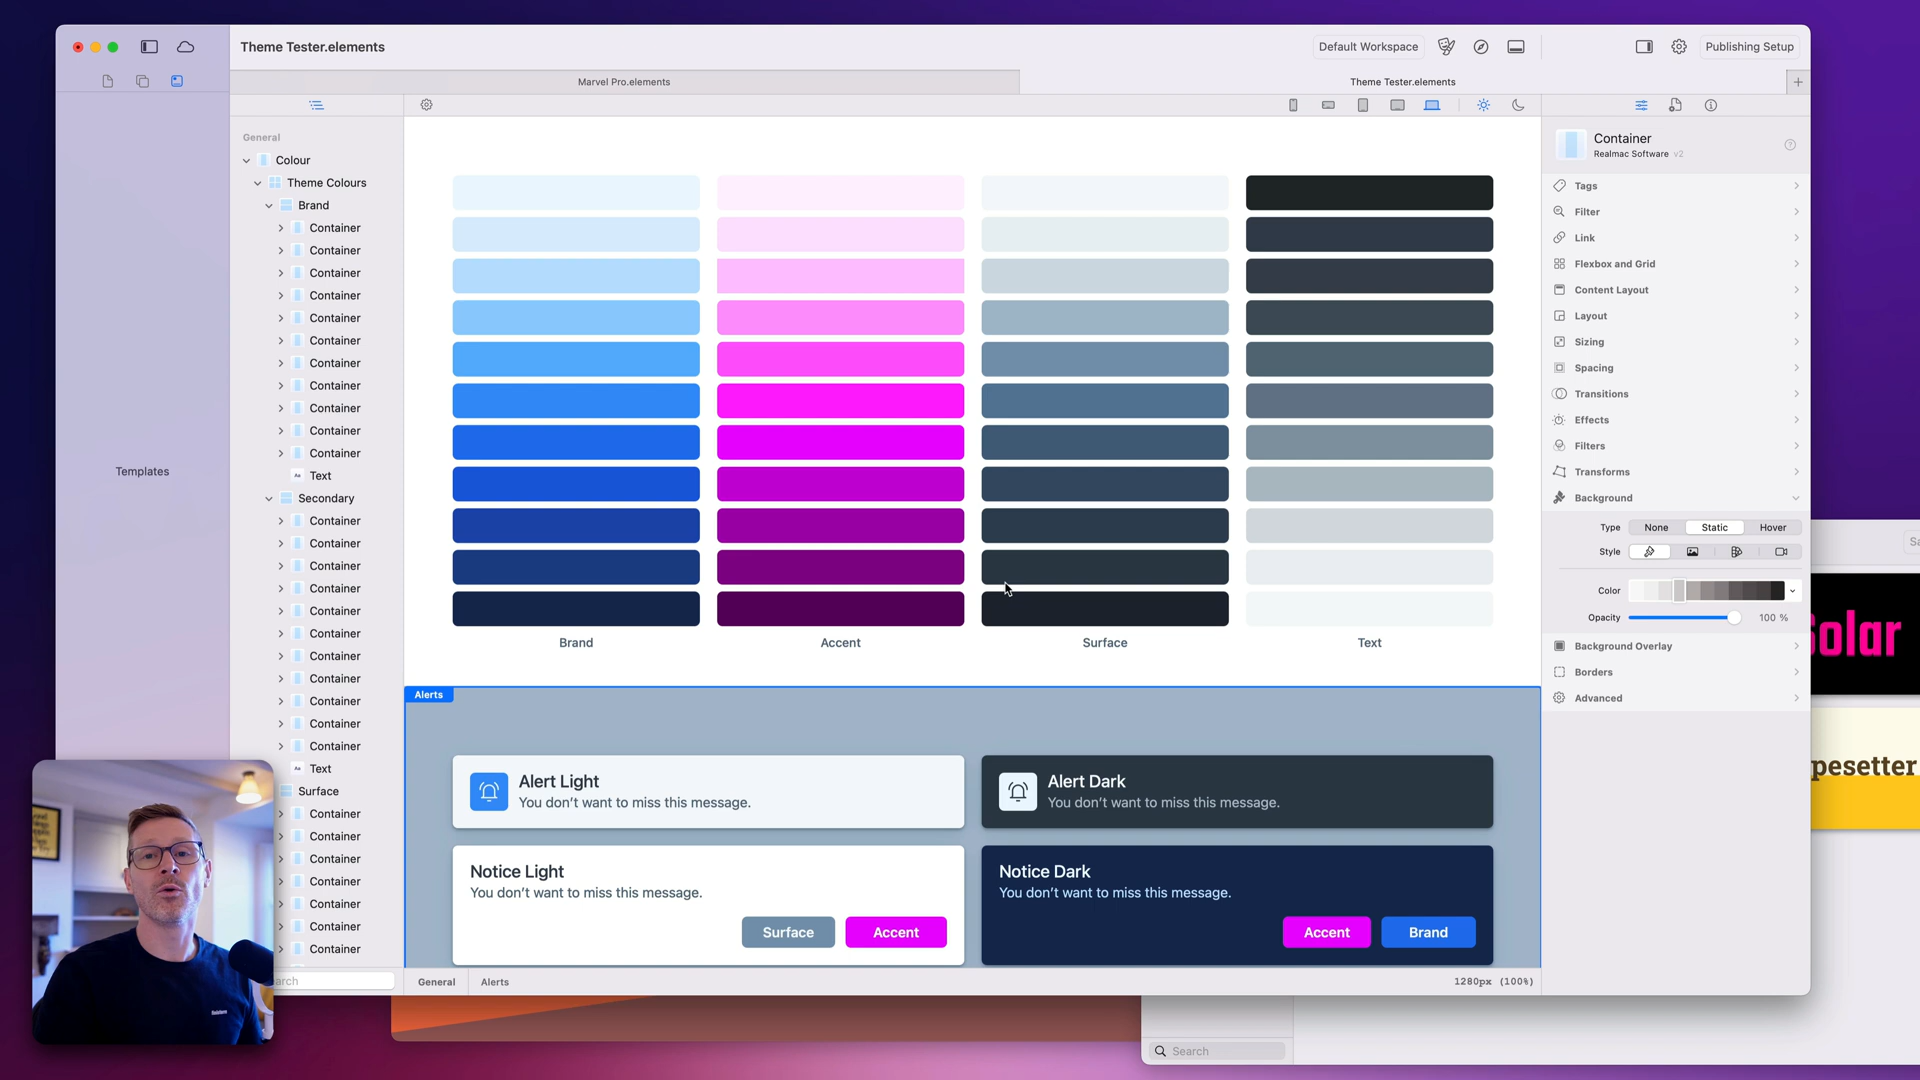 Theme Tester.elements
Default Workspace
Publishing Setup
Marvel Pro.elements
Theme Tester.elements
General
Colour
Theme Colours
Brand
Container
Container
Container
Container
Container
Container
Container
Container
Container
Container
Container
Text
Secondary
Container
Container
Container
Container
Container
Container
Container
Container
Container
Container
Container
Text
Surface
Container
Container
Container
Container
Container
Container
Container
Templates
Brand
Accent
Surface
Text
Alerts
Alert Light
You don't want to miss this message.
Alert Dark
You don't want to miss this message.
Notice Light
You don't want to miss this message.
Surface
Accent
Notice Dark
You don't want to miss this message.
Accent
Brand
General
Alerts
1280px (100%)
Container
Realmac Software v2
Tags
Filter
Link
Flexbox and Grid
Content Layout
Layout
Sizing
Spacing
Transitions
Effects
Filters
Transforms
Background
Type
None
Static
Hover
Style
Color
Opacity
100 %
Background Overlay
Borders
Advanced
Solar
pesetter
Search